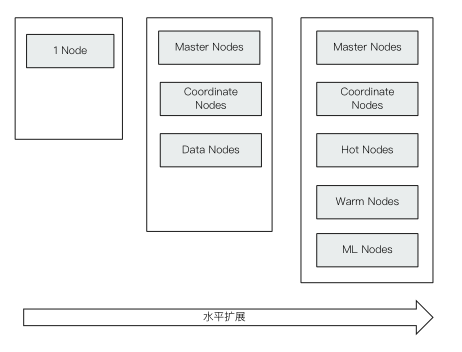 1 Node
Master Nodes
Coordinate
Nodes
Data Nodes
Master Nodes
Coordinate
Nodes
Hot Nodes
Warm Nodes
ML Nodes
水平扩展